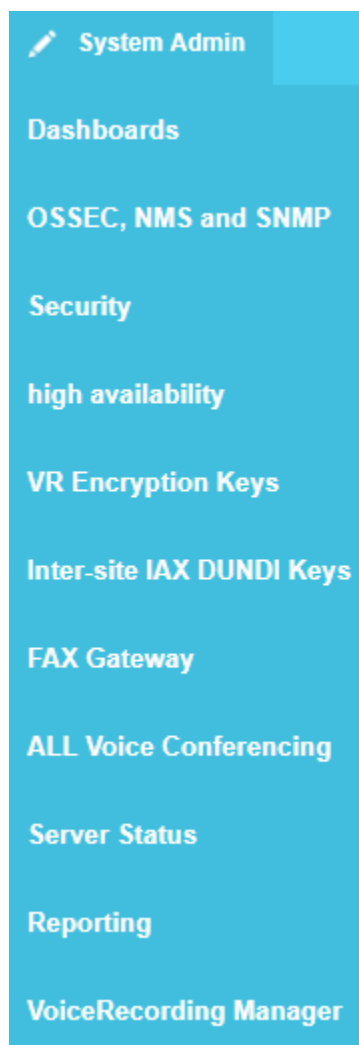 System Admin
Dashboards
OSSEC, NMS and SNMP
Security
high availability
VR Encryption Keys
Inter-site IAX DUNDI Keys
FAX Gateway
ALL Voice Conferencing
Server Status
Reporting
VoiceRecording Manager